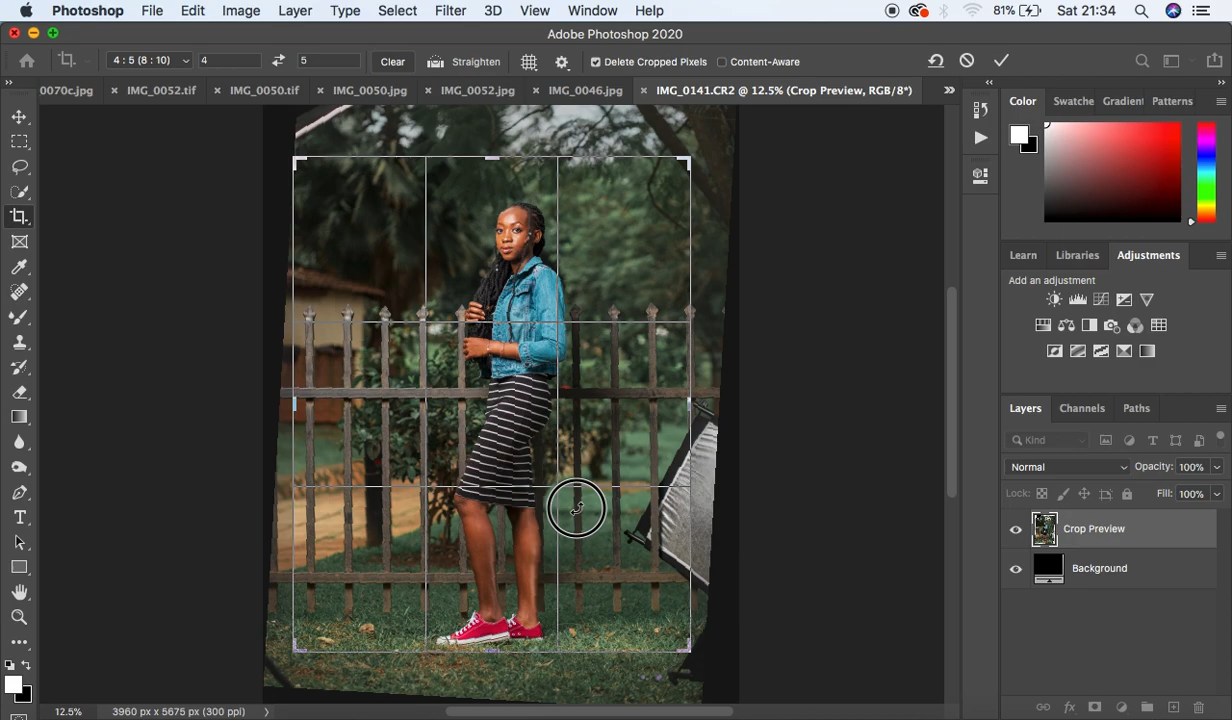 Photoshop File Edit Image Layer Type Select Filter 3D View Window Help 81% Sat 21:34
Adobe Photoshop 2020
4 : 5 (8 : 10) 4 5 Clear Straighten Delete Cropped Pixels Content-Aware
0070c.jpg × IMG_0052.tif × IMG_0050.tif × IMG_0050.jpg × IMG_0052.jpg × IMG_0046.jpg × IMG_0141.CR2 @ 12.5% (Crop Preview, RGB/8*)
Color Swatche Gradient Patterns
Learn Libraries Adjustments
Add an adjustment
Layers Channels Paths
Kind
Normal Opacity: 100%
Lock: Fill: 100%
Crop Preview
Background
12.5% 3960 px x 5675 px (300 ppi)